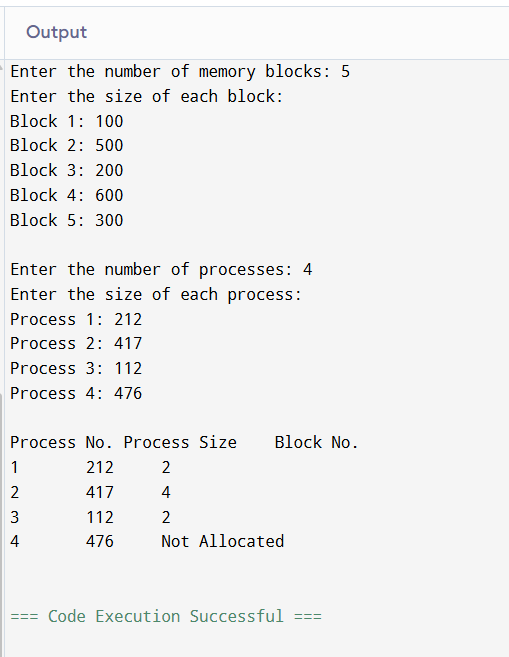 Output
Enter the number of memory blocks: 5
Enter the size of each block:
Block 1: 100
Block 2: 500
Block 3: 200
Block 4: 600
Block 5: 300
Enter the number of processes: 4
Enter the size of each process:
Process 1: 212
Process 2: 417
Process 3: 112
Process 4: 476
Process No. Process Size    Block No.
1       212     2
2       417     4
3       112     2
4       476     Not Allocated
=== Code Execution Successful ===